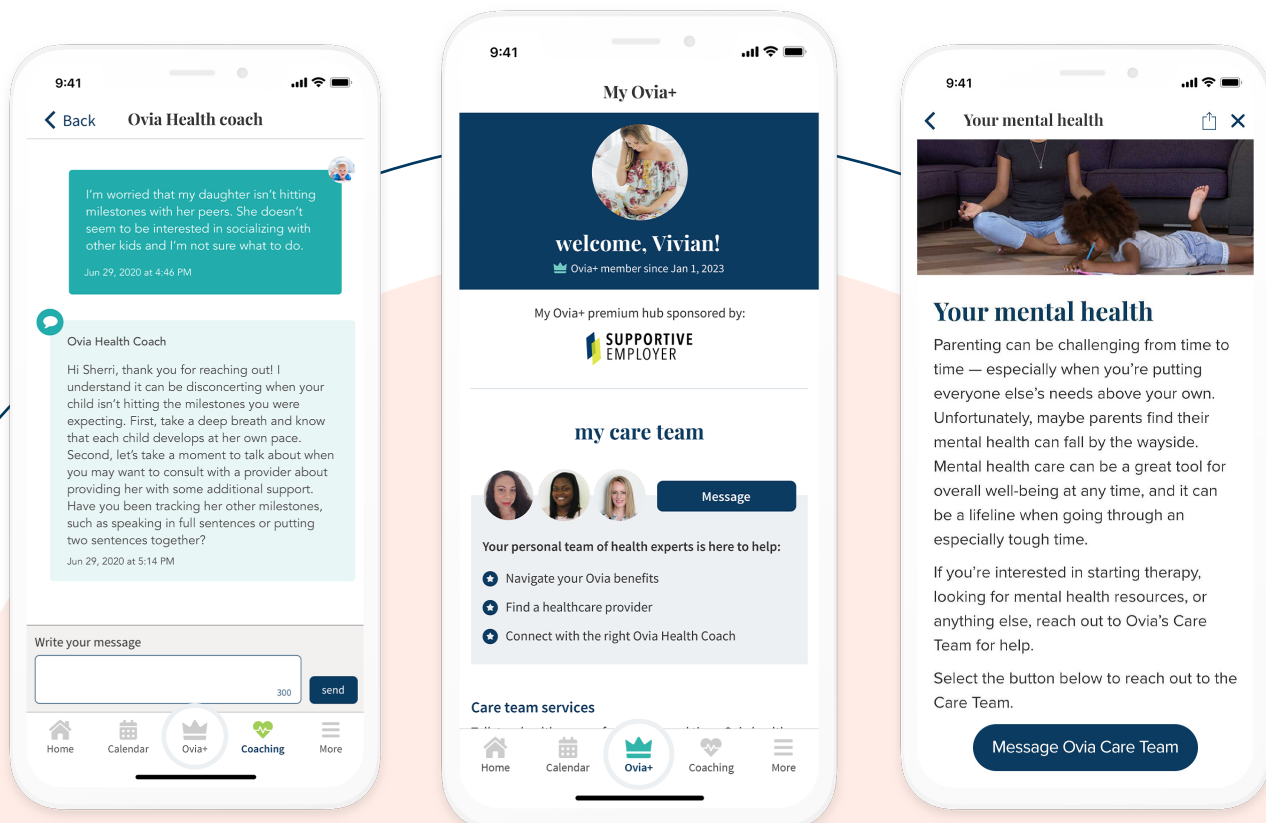 9:41
Back
Ovia Health coach
I'm worried that my daughter isn't hitting
milestones with her peers. She doesn't
seem to be interested in socializing with
other kids and I'm not sure what to do.
Jun 29, 2020 at 4:46 PM
Ovia Health Coach
Hi Sherri, thank you for reaching out! I
understand it can be disconcerting when your
child isn't hitting the milestones you were
expecting. First, take a deep breath and know
that each child develops at her own pace.
Second, let's take a moment to talk about when
you may want to consult with a provider about
providing her with some additional support.
Have you been tracking her other milestones,
such as speaking in full sentences or putting
two sentences together?
Jun 29, 2020 at 5:14 PM
Write your message
300
send
Home
Calendar
Ovia+
Coaching
More
9:41
My Ovia+
welcome, Vivian!
Ovia+ member since Jan 1, 2023
My Ovia+ premium hub sponsored by:
SUPPORTIVE
EMPLOYER
my care team
Message
Your personal team of health experts is here to help:
Navigate your Ovia benefits
Find a healthcare provider
Connect with the right Ovia Health Coach
Care team services
Home
Calendar
Ovia+
Coaching
More
9:41
Your mental health
Your mental health
Parenting can be challenging from time to
time — especially when you're putting
everyone else's needs above your own.
Unfortunately, maybe parents find their
mental health can fall by the wayside.
Mental health care can be a great tool for
overall well-being at any time, and it can
be a lifeline when going through an
especially tough time.
If you're interested in starting therapy,
looking for mental health resources, or
anything else, reach out to Ovia's Care
Team for help.
Select the button below to reach out to the
Care Team.
Message Ovia Care Team